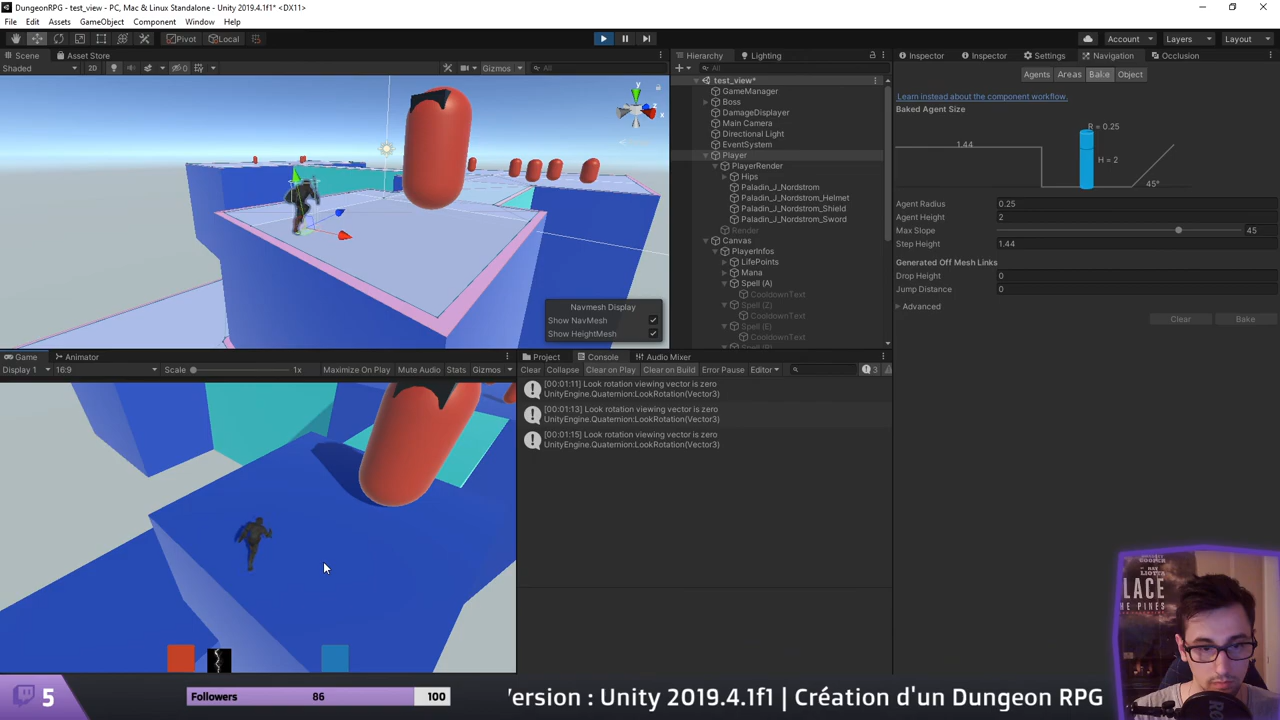 DungeonRPG - test_view - PC, Mac & Linux Standalone - Unity 2019.4.1f1* <DX11>
File Edit Assets GameObject Component Window Help
Pivot Local Account Layers Layout
Scene Asset Store
Shaded 2D 0 Gizmos All
Navmesh Display
Show NavMesh
Show HeightMesh
Game Animator
Display 1 16:9 Scale 1x Maximize On Play Mute Audio Stats Gizmos
Hierarchy Lighting
All
test_view*
GameManager
Boss
DamageDisplayer
Main Camera
Directional Light
EventSystem
Player
PlayerRender
Hips
Paladin_J_Nordstrom
Paladin_J_Nordstrom_Helmet
Paladin_J_Nordstrom_Shield
Paladin_J_Nordstrom_Sword
Render
Canvas
PlayerInfos
LifePoints
Mana
Spell (A)
CooldownText
Spell (Z)
CooldownText
Spell (E)
CooldownText
Project Console Audio Mixer
Clear Collapse Clear on Play Clear on Build Error Pause Editor 3
[00:01:11] Look rotation viewing vector is zero
UnityEngine.Quaternion:LookRotation(Vector3)
[00:01:13] Look rotation viewing vector is zero
UnityEngine.Quaternion:LookRotation(Vector3)
[00:01:15] Look rotation viewing vector is zero
UnityEngine.Quaternion:LookRotation(Vector3)
Inspector Inspector Settings Navigation Occlusion
Agents Areas Bake Object
Learn instead about the component workflow.
Baked Agent Size
R = 0.25
1.44
H = 2
45°
Agent Radius 0.25
Agent Height 2
Max Slope 45
Step Height 1.44
Generated Off Mesh Links
Drop Height 0
Jump Distance 0
Advanced
Clear Bake
LACE
THE PINES
5 Followers 86 100 ersion : Unity 2019.4.1f1 | Création d'un Dungeon RPG